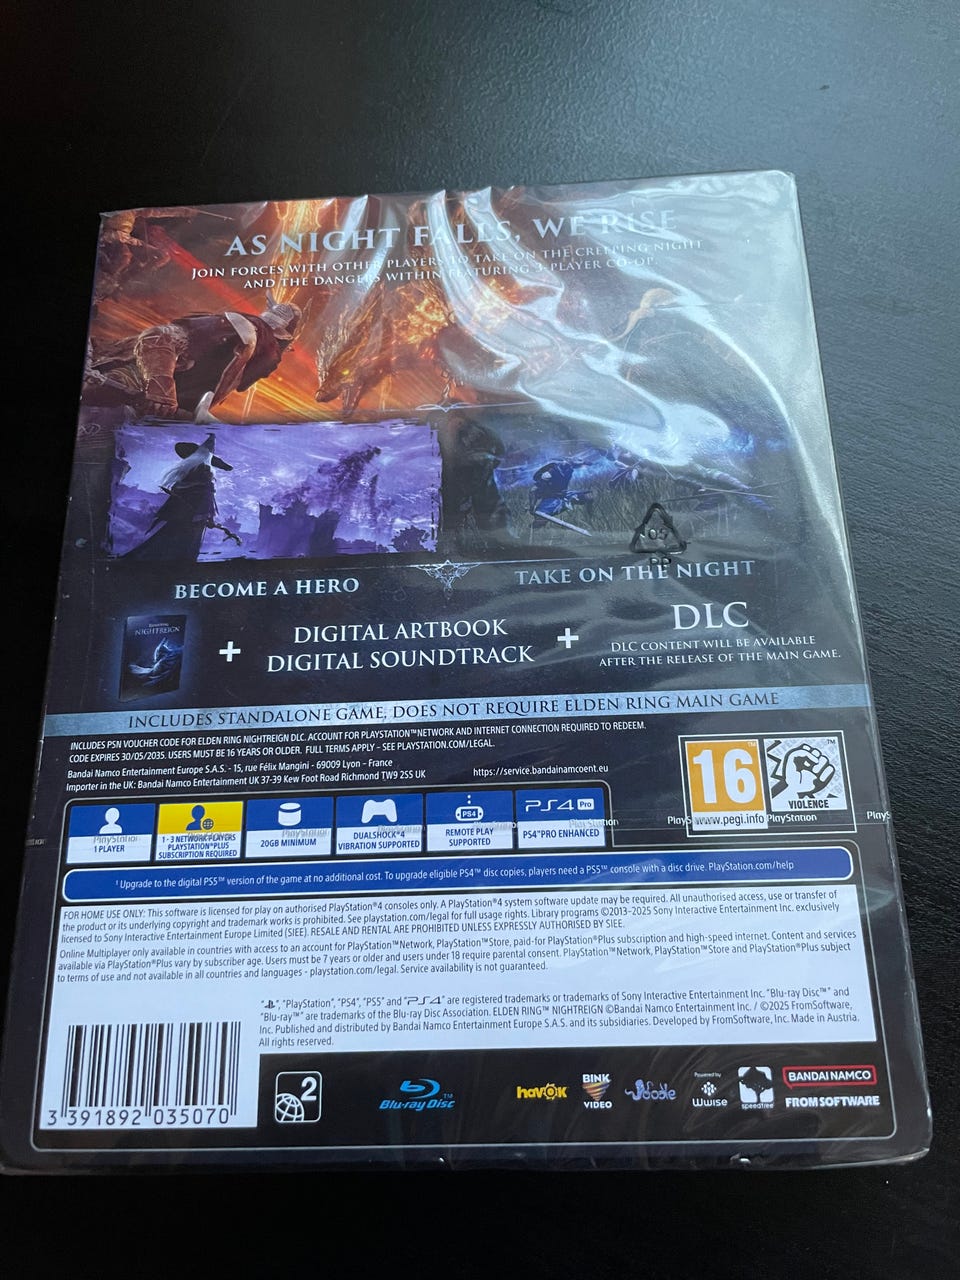 AS NIGHT FALLS, WE RISE
JOIN FORCES WITH OTHER PLAYERS TO TAKE ON THE CREEPING NIGHT
AND THE DANGERS WITHIN FEATURING 3-PLAYER CO-OP.
05
PP
BECOME A HERO
TAKE ON THE NIGHT
NIGHTREIGN
+
DIGITAL ARTBOOK
DIGITAL SOUNDTRACK
+
DLC
DLC CONTENT WILL BE AVAILABLE
AFTER THE RELEASE OF THE MAIN GAME.
INCLUDES STANDALONE GAME, DOES NOT REQUIRE ELDEN RING MAIN GAME
INCLUDES PSN VOUCHER CODE FOR ELDEN RING NIGHTREIGN DLC. ACCOUNT FOR PLAYSTATION™NETWORK AND INTERNET CONNECTION REQUIRED TO REDEEM.
CODE EXPIRES 30/05/2035. USERS MUST BE 16 YEARS OR OLDER. FULL TERMS APPLY – SEE PLAYSTATION.COM/LEGAL.
Bandai Namco Entertainment Europe S.A.S. - 15, rue Félix Mangini - 69009 Lyon – France
Importer in the UK: Bandai Namco Entertainment UK 37-39 Kew Foot Road Richmond TW9 2SS UK
https://service.bandainamcoent.eu
16
VIOLENCE
www.pegi.info
PlayStation
1 PLAYER
1 - 3 NETWORK PLAYERS
PLAYSTATION®PLUS
SUBSCRIPTION REQUIRED
20GB MINIMUM
DUALSHOCK®4
VIBRATION SUPPORTED
PS4
REMOTE PLAY
SUPPORTED
PS4 Pro
PS4™PRO ENHANCED
¹ Upgrade to the digital PS5™ version of the game at no additional cost. To upgrade eligible PS4™ disc copies, players need a PS5™ console with a disc drive. PlayStation.com/help
FOR HOME USE ONLY: This software is licensed for play on authorised PlayStation®4 consoles only. A PlayStation®4 system software update may be required. All unauthorised access, use or transfer of
the product or its underlying copyright and trademark works is prohibited. See playstation.com/legal for full usage rights. Library programs ©2013-2025 Sony Interactive Entertainment Inc. exclusively
licensed to Sony Interactive Entertainment Europe Limited (SIEE). RESALE AND RENTAL ARE PROHIBITED UNLESS EXPRESSLY AUTHORISED BY SIEE.
Online Multiplayer only available in countries with access to an account for PlayStation™Network, PlayStation™Store, paid-for PlayStation®Plus subscription and high-speed internet. Content and services
available via PlayStation®Plus vary by subscriber age. Users must be 7 years or older and users under 18 require parental consent. PlayStation™Network, PlayStation™Store and PlayStation®Plus subject
to terms of use and not available in all countries and languages - playstation.com/legal. Service availability is not guaranteed.
"PlayStation", "PS4", "PS5" and "PS4" are registered trademarks or trademarks of Sony Interactive Entertainment Inc. "Blu-ray Disc™" and
"Blu-ray™" are trademarks of the Blu-ray Disc Association. ELDEN RING™ NIGHTREIGN ©Bandai Namco Entertainment Inc. / ©2025 FromSoftware,
Inc. Published and distributed by Bandai Namco Entertainment Europe S.A.S. and its subsidiaries. Developed by FromSoftware, Inc. Made in Austria.
All rights reserved.
3 391892 035070
2
Blu-ray Disc™
havok
BINK
VIDEO
Oodle
Powered by
Wwise
speedtree
BANDAI NAMCO
FROMSOFTWARE